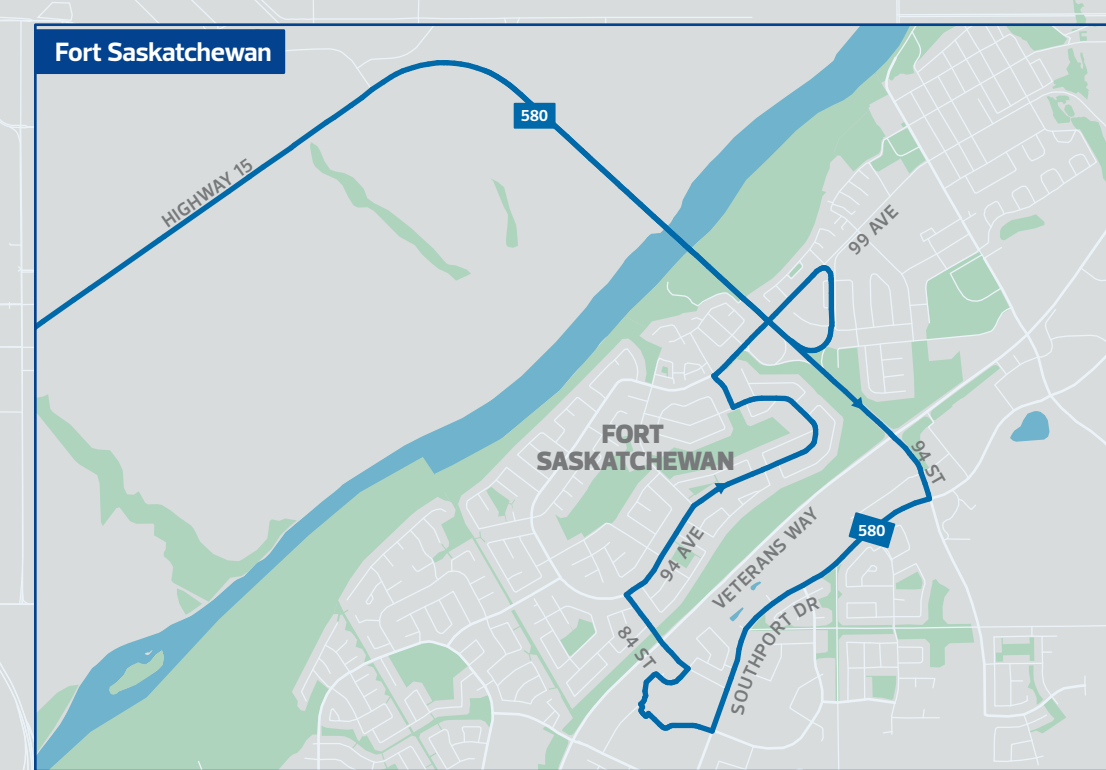 Fort Saskatchewan
580
HIGHWAY 15
99 AVE
FORT
SASKATCHEWAN
94 ST
580
94 AVE
VETERANS WAY
84 ST
SOUTHPORT DR